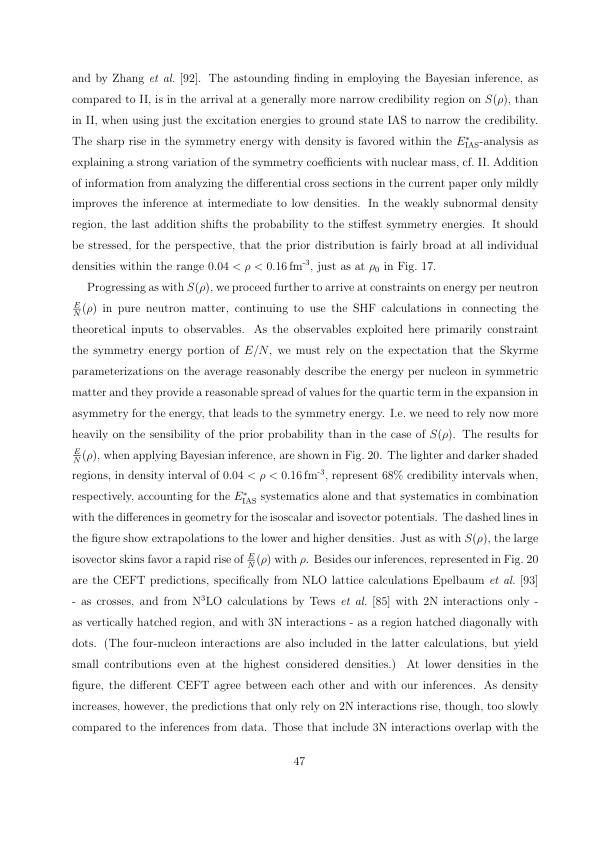 and by Zhang et al. [92]. The astounding finding in employing the Bayesian inference, as
compared to II, is in the arrival at a generally more narrow credibility region on S(ρ), than
in II, when using just the excitation energies to ground state IAS to narrow the credibility.
The sharp rise in the symmetry energy with density is favored within the E*_IAS-analysis as
explaining a strong variation of the symmetry coefficients with nuclear mass, cf. II. Addition
of information from analyzing the differential cross sections in the current paper only mildly
improves the inference at intermediate to low densities. In the weakly subnormal density
region, the last addition shifts the probability to the stiffest symmetry energies. It should
be stressed, for the perspective, that the prior distribution is fairly broad at all individual
densities within the range 0.04 < ρ < 0.16 fm⁻³, just as at ρ₀ in Fig. 17.
Progressing as with S(ρ), we proceed further to arrive at constraints on energy per neutron
E/N(ρ) in pure neutron matter, continuing to use the SHF calculations in connecting the
theoretical inputs to observables. As the observables exploited here primarily constraint
the symmetry energy portion of E/N, we must rely on the expectation that the Skyrme
parameterizations on the average reasonably describe the energy per nucleon in symmetric
matter and they provide a reasonable spread of values for the quartic term in the expansion in
asymmetry for the energy, that leads to the symmetry energy. I.e. we need to rely now more
heavily on the sensibility of the prior probability than in the case of S(ρ). The results for
E/N(ρ), when applying Bayesian inference, are shown in Fig. 20. The lighter and darker shaded
regions, in density interval of 0.04 < ρ < 0.16 fm⁻³, represent 68% credibility intervals when,
respectively, accounting for the E*_IAS systematics alone and that systematics in combination
with the differences in geometry for the isoscalar and isovector potentials. The dashed lines in
the figure show extrapolations to the lower and higher densities. Just as with S(ρ), the large
isovector skins favor a rapid rise of E/N(ρ) with ρ. Besides our inferences, represented in Fig. 20
are the CEFT predictions, specifically from NLO lattice calculations Epelbaum et al. [93]
- as crosses, and from N³LO calculations by Tews et al. [85] with 2N interactions only -
as vertically hatched region, and with 3N interactions - as a region hatched diagonally with
dots. (The four-nucleon interactions are also included in the latter calculations, but yield
small contributions even at the highest considered densities.) At lower densities in the
figure, the different CEFT agree between each other and with our inferences. As density
increases, however, the predictions that only rely on 2N interactions rise, though, too slowly
compared to the inferences from data. Those that include 3N interactions overlap with the
47